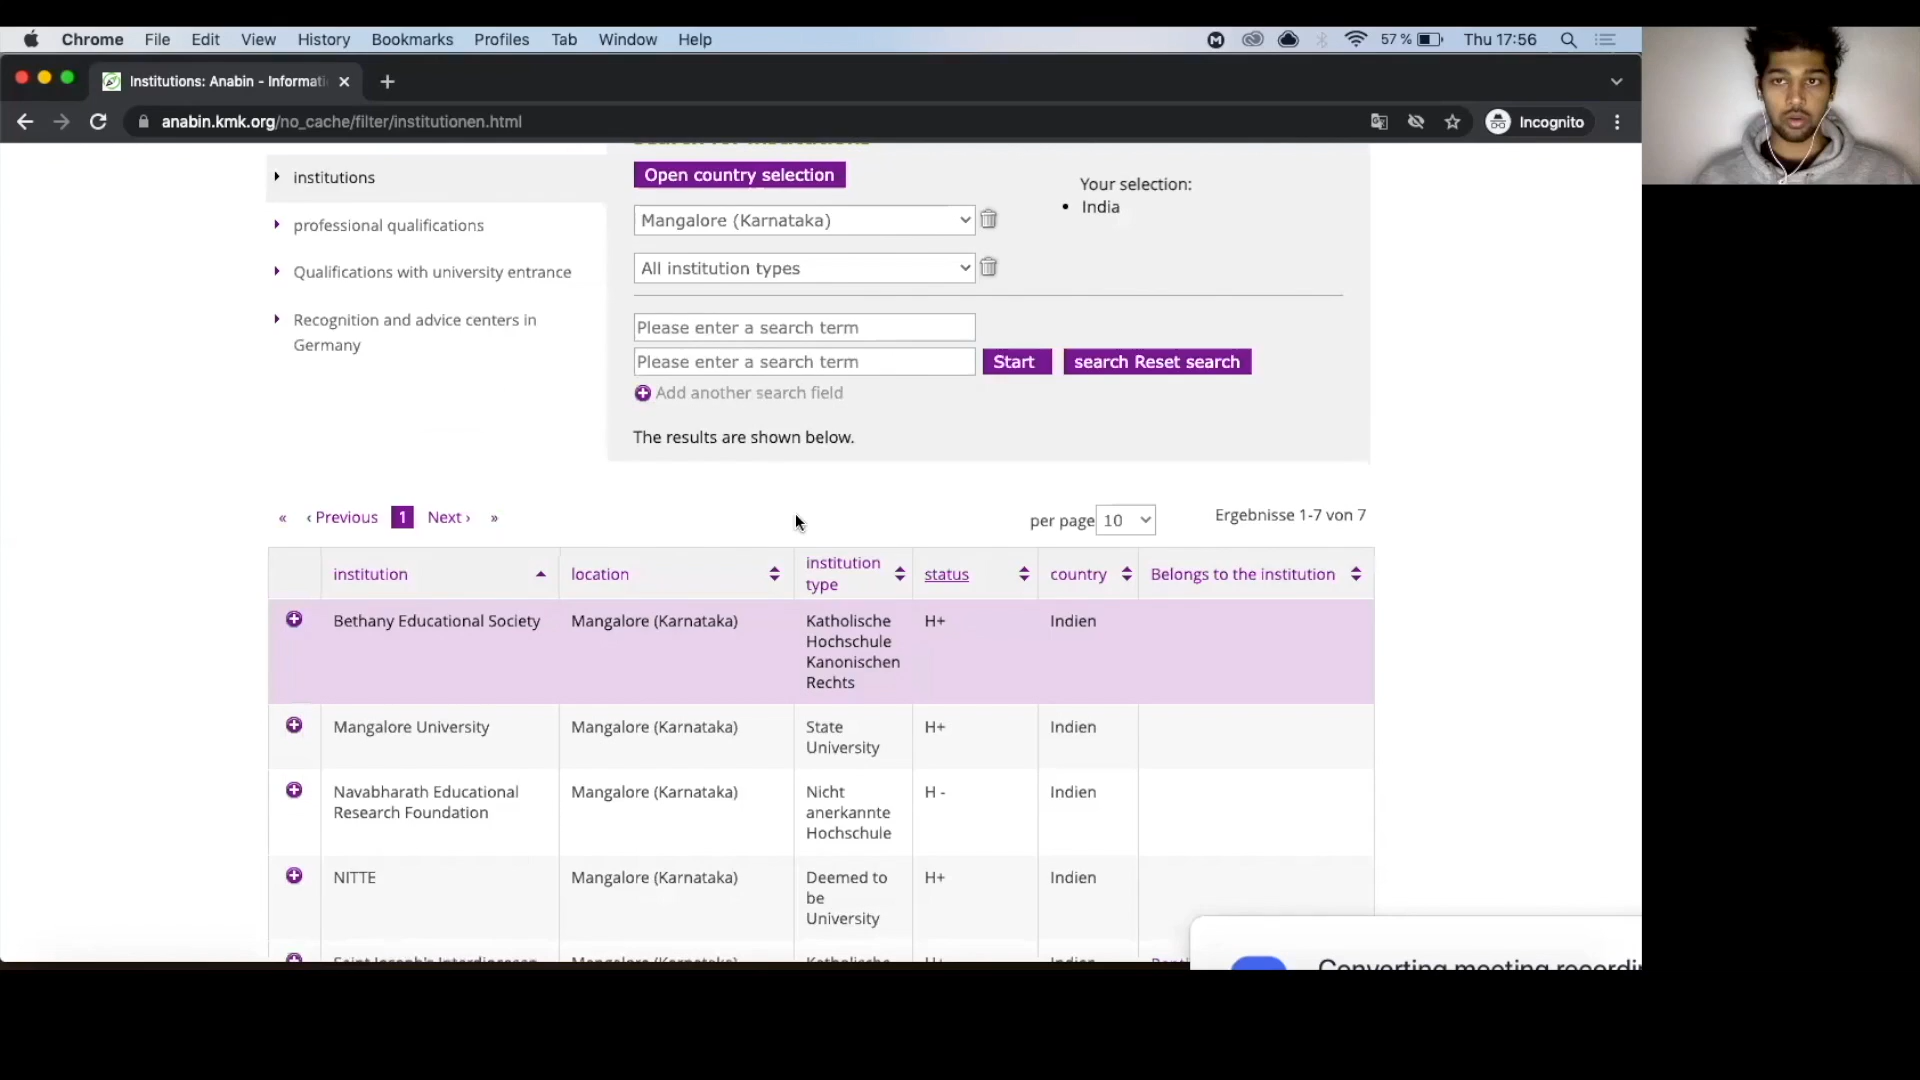 Chrome File Edit View History Bookmarks Profiles Tab Window Help 57 % Thu 17:56
Institutions: Anabin - Informati
anabin.kmk.org/no_cache/filter/institutionen.html Incognito
institutions
professional qualifications
Qualifications with university entrance
Recognition and advice centers in
Germany
Open country selection
Your selection:
India
Mangalore (Karnataka)
All institution types
Please enter a search term
Please enter a search term Start search Reset search
Add another search field
The results are shown below.
« ‹ Previous 1 Next › » per page 10 Ergebnisse 1-7 von 7
institution location institution type status country Belongs to the institution
Bethany Educational Society Mangalore (Karnataka) Katholische H+ Indien
Hochschule
Kanonischen
Rechts
Mangalore University Mangalore (Karnataka) State H+ Indien
University
Navabharath Educational Mangalore (Karnataka) Nicht H - Indien
Research Foundation anerkannte
Hochschule
NITTE Mangalore (Karnataka) Deemed to H+ Indien
be
University
Converting meeting